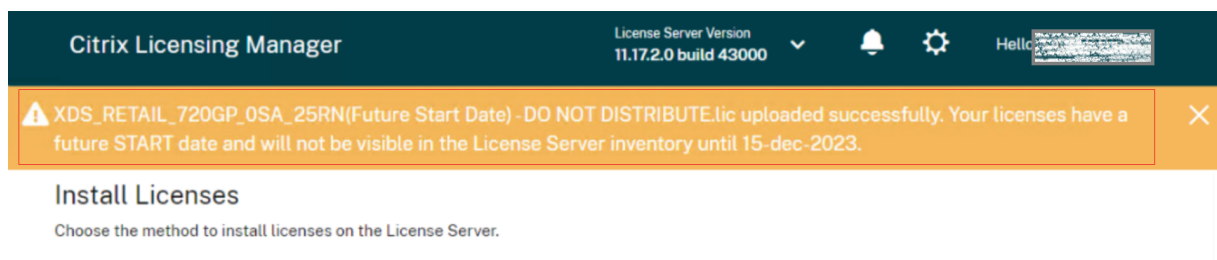 Citrix Licensing Manager
License Server Version
11.17.2.0 build 43000
Hello
XDS_RETAIL_720GP_0SA_25RN(Future Start Date) - DO NOT DISTRIBUTE.lic uploaded successfully. Your licenses have a
future START date and will not be visible in the License Server inventory until 15-dec-2023.
Install Licenses
Choose the method to install licenses on the License Server.